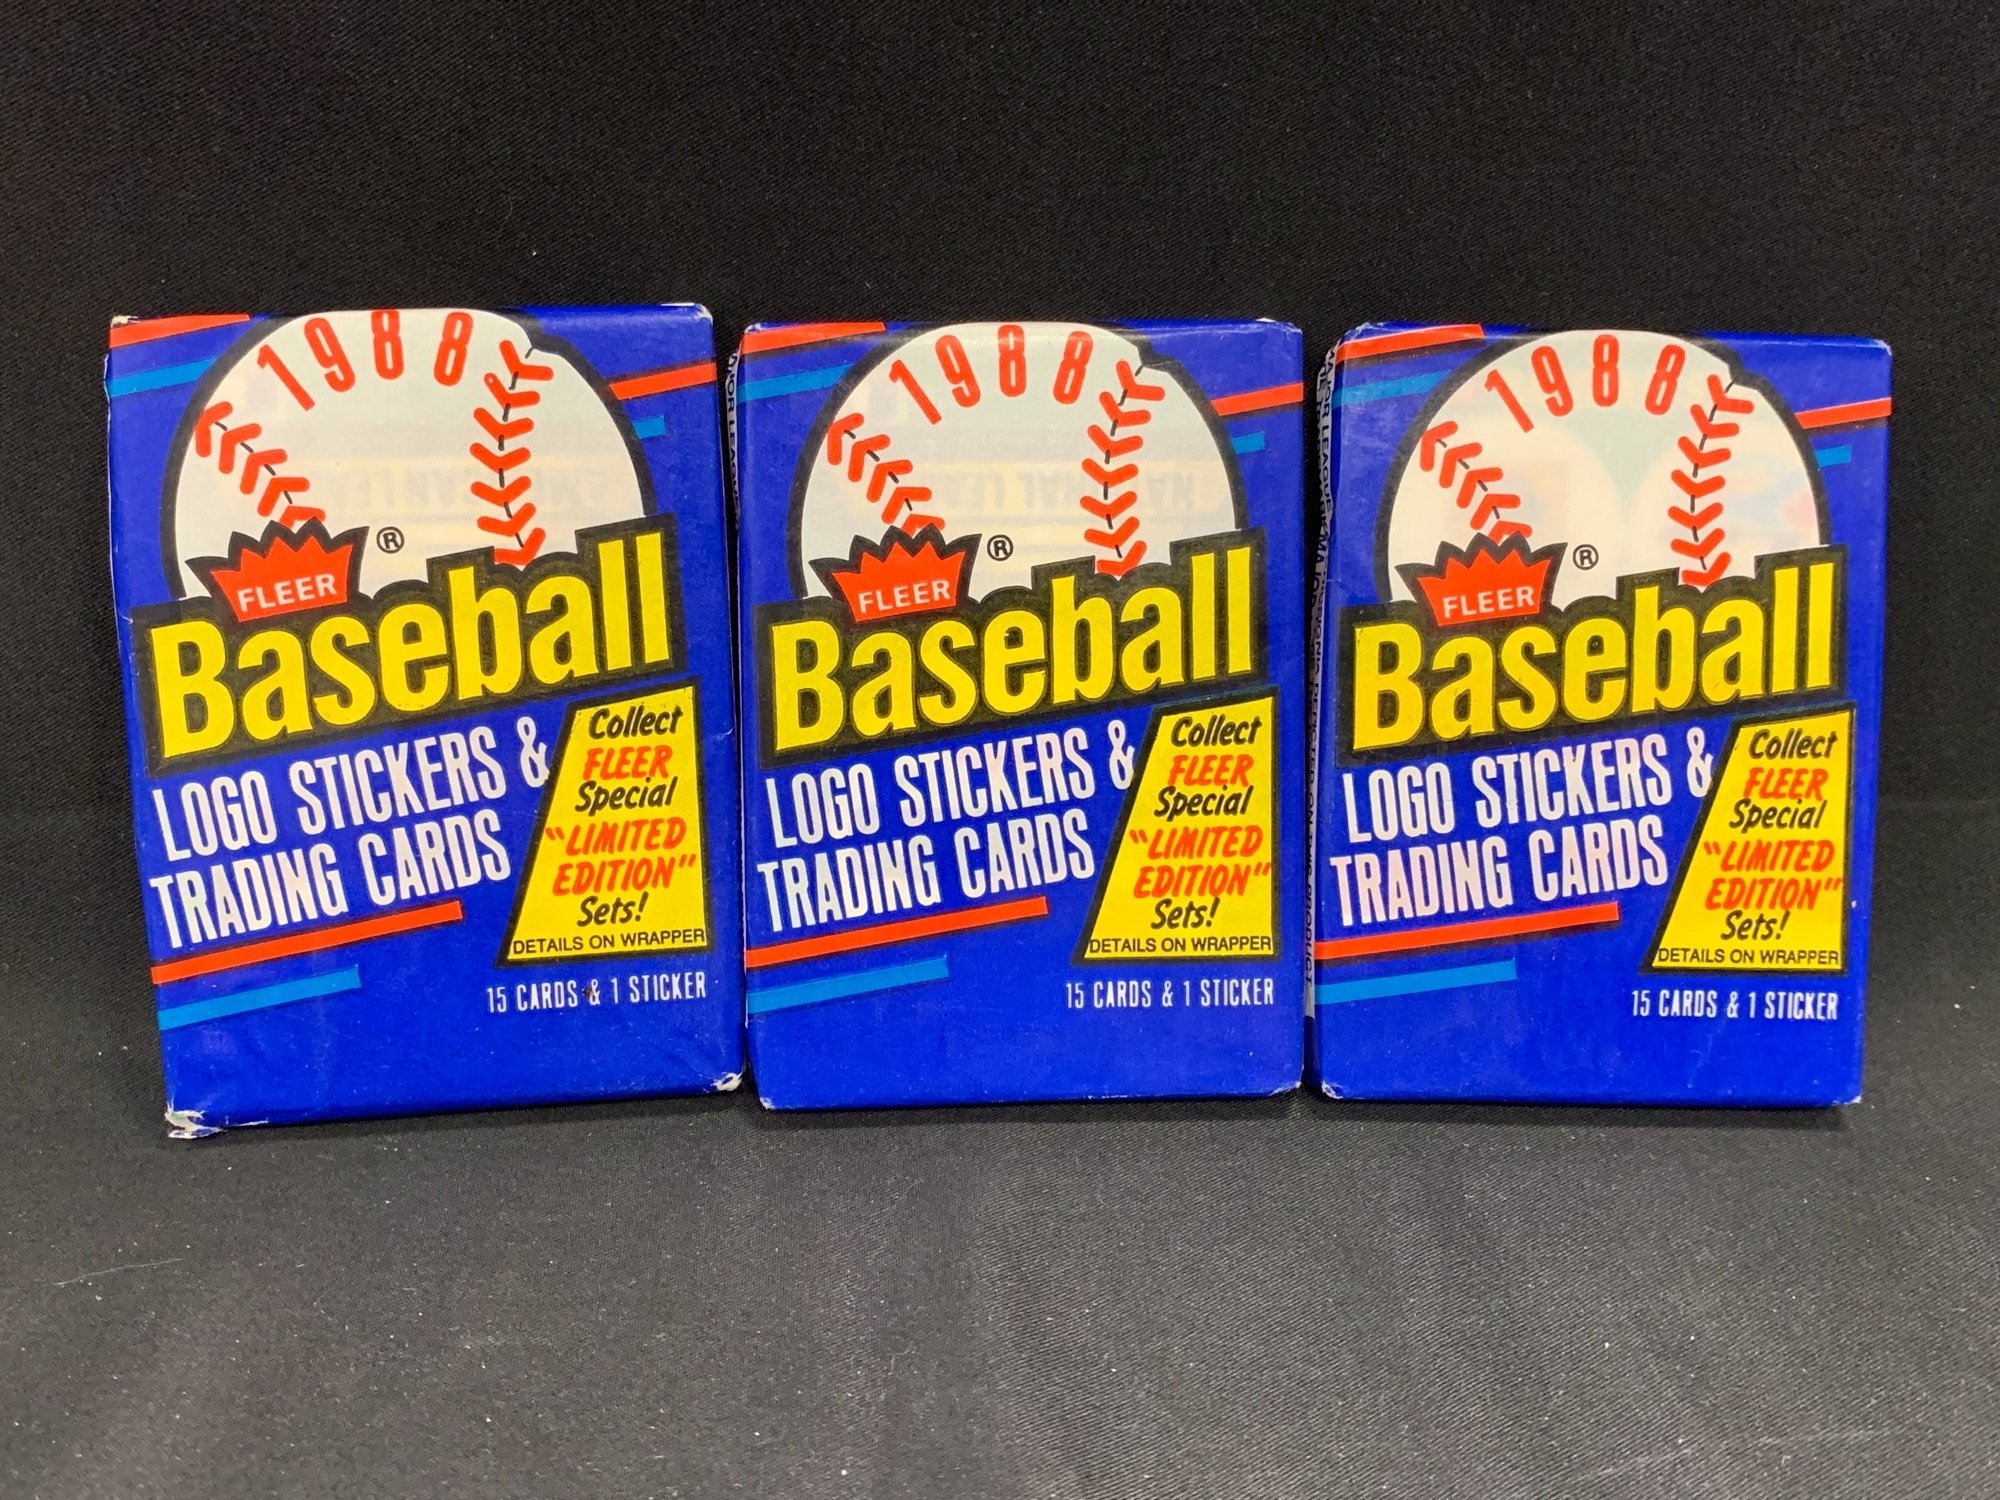 1988
FLEER ®
Baseball
LOGO STICKERS &
TRADING CARDS
Collect
FLEER
Special
"LIMITED
EDITION"
Sets!
DETAILS ON WRAPPER
15 CARDS & 1 STICKER
1988
FLEER ®
Baseball
LOGO STICKERS &
TRADING CARDS
Collect
FLEER
Special
"LIMITED
EDITION"
Sets!
DETAILS ON WRAPPER
15 CARDS & 1 STICKER
1988
FLEER ®
Baseball
LOGO STICKERS &
TRADING CARDS
Collect
FLEER
Special
"LIMITED
EDITION"
Sets!
DETAILS ON WRAPPER
15 CARDS & 1 STICKER